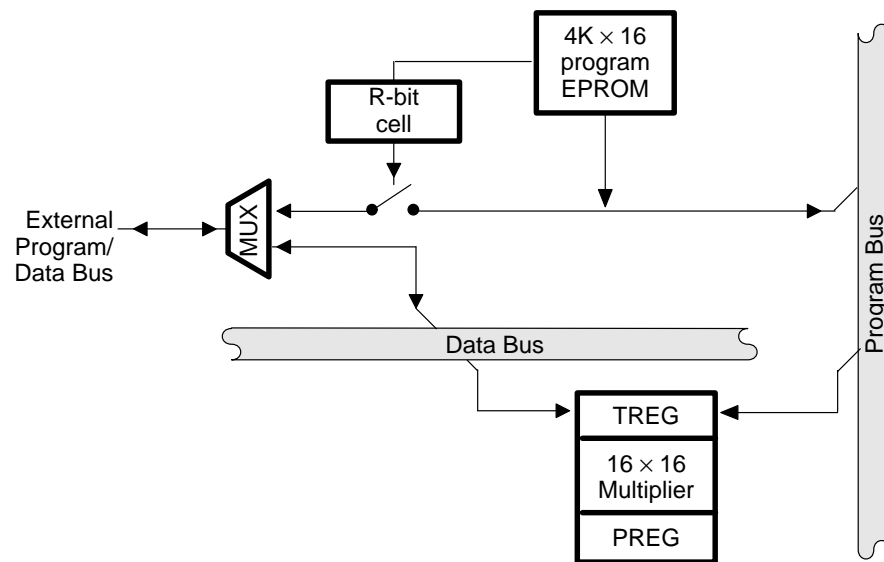 4K × 16
program
EPROM
R-bit
cell
External
Program/
Data Bus
MUX
Program Bus
Data Bus
TREG
16 × 16
Multiplier
PREG